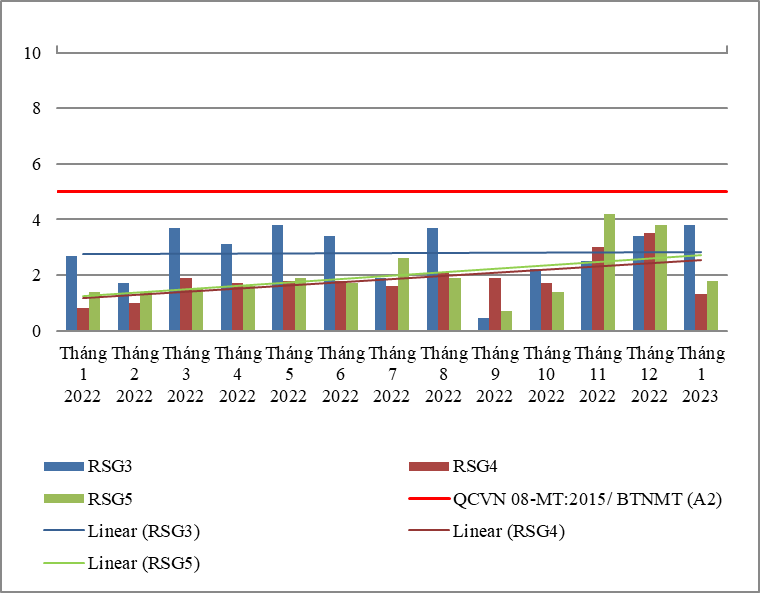 10
8
6
4
2
0
Tháng Tháng Tháng Tháng Tháng Tháng Tháng Tháng Tháng Tháng Tháng Tháng Tháng
1 2 3 4 5 6 7 8 9 10 11 12 1
2022 2022 2022 2022 2022 2022 2022 2022 2022 2022 2022 2022 2023
RSG3 RSG4
RSG5 QCVN 08-MT:2015/ BTNMT (A2)
Linear (RSG3) Linear (RSG4)
Linear (RSG5)